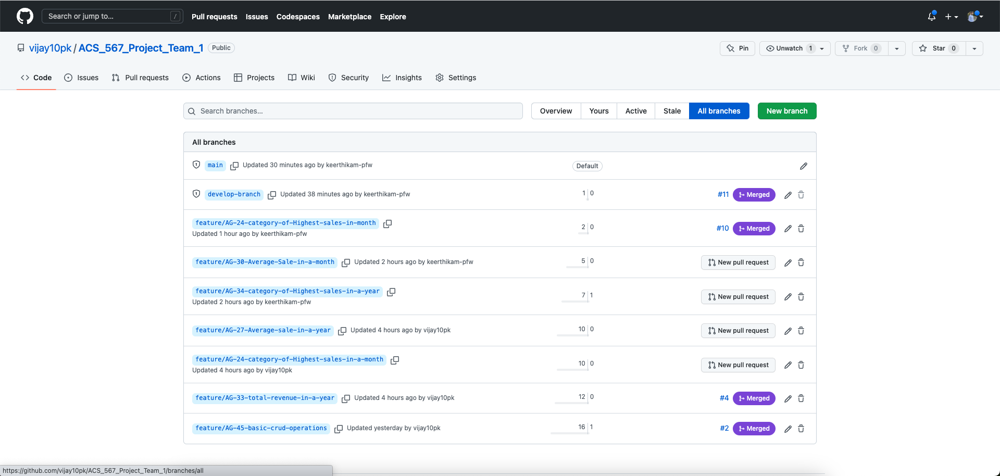 Search or jump to... / Pull requests Issues Codespaces Marketplace Explore
vijay10pk / ACS_567_Project_Team_1 Public Pin Unwatch 1 Fork 0 Star 0
Code Issues Pull requests Actions Projects Wiki Security Insights Settings
Search branches... Overview Yours Active Stale All branches New branch
All branches
main Updated 30 minutes ago by keerthikam-pfw Default
develop-branch Updated 38 minutes ago by keerthikam-pfw 1 0 #11 Merged
feature/AG-24-category-of-Highest-sales-in-month 2 0 #10 Merged
Updated 1 hour ago by keerthikam-pfw
feature/AG-30-Average-Sale-in-a-month Updated 2 hours ago by keerthikam-pfw 5 0 New pull request
feature/AG-34-category-of-Highest-sales-in-a-year 7 1 New pull request
Updated 2 hours ago by keerthikam-pfw
feature/AG-27-Average-sale-in-a-year Updated 4 hours ago by vijay10pk 10 0 New pull request
feature/AG-24-category-of-Highest-sales-in-a-month 10 0 New pull request
Updated 4 hours ago by vijay10pk
feature/AG-33-total-revenue-in-a-year Updated 4 hours ago by vijay10pk 12 0 #4 Merged
feature/AG-45-basic-crud-operations Updated yesterday by vijay10pk 16 1 #2 Merged
https://github.com/vijay10pk/ACS_567_Project_Team_1/branches/all